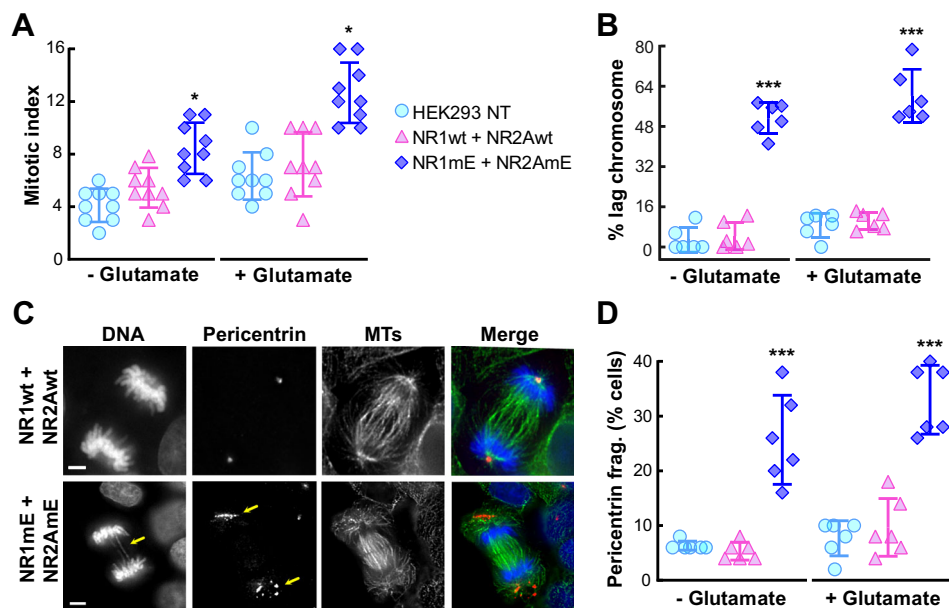 A
Mitotic index
16
12
8
4
0
*
*
- Glutamate
+ Glutamate
HEK293 NT
NR1wt + NR2Awt
NR1mE + NR2AmE
B
% lag chromosome
80
64
48
32
16
0
***
***
- Glutamate
+ Glutamate
C
DNA
Pericentrin
MTs
Merge
NR1wt +
NR2Awt
NR1mE +
NR2AmE
D
Pericentrin frag. (% cells)
40
30
20
10
0
***
***
- Glutamate
+ Glutamate